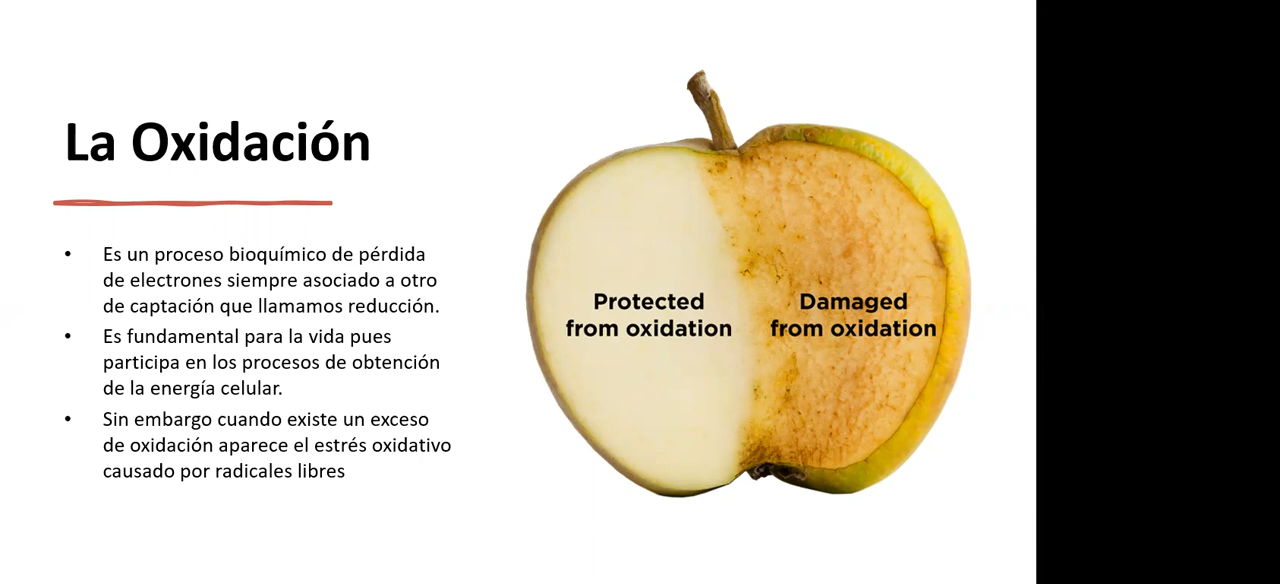 La Oxidación
• Es un proceso bioquímico de pérdida
de electrones siempre asociado a otro
de captación que llamamos reducción.
• Es fundamental para la vida pues
participa en los procesos de obtención
de la energía celular.
• Sin embargo cuando existe un exceso
de oxidación aparece el estrés oxidativo
causado por radicales libres
Protected
from oxidation
Damaged
from oxidation